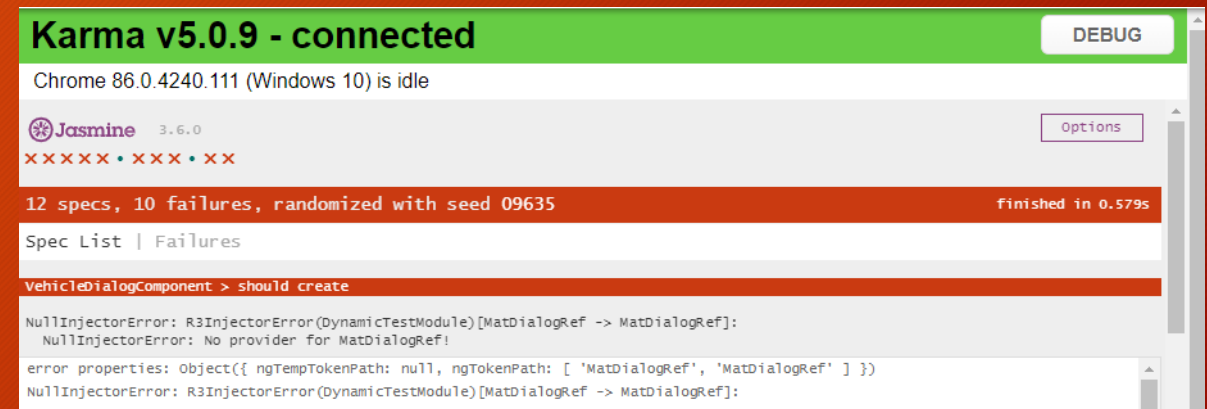 Karma v5.0.9 - connected
DEBUG
Chrome 86.0.4240.111 (Windows 10) is idle
Jasmine 3.6.0
Options
×××××•×××•××
12 specs, 10 failures, randomized with seed 09635
finished in 0.579s
Spec List | Failures
VehicleDialogComponent > should create
NullInjectorError: R3InjectorError(DynamicTestModule)[MatDialogRef -> MatDialogRef]:
NullInjectorError: No provider for MatDialogRef!
error properties: Object({ ngTempTokenPath: null, ngTokenPath: [ 'MatDialogRef', 'MatDialogRef' ] })
NullInjectorError: R3InjectorError(DynamicTestModule)[MatDialogRef -> MatDialogRef]: